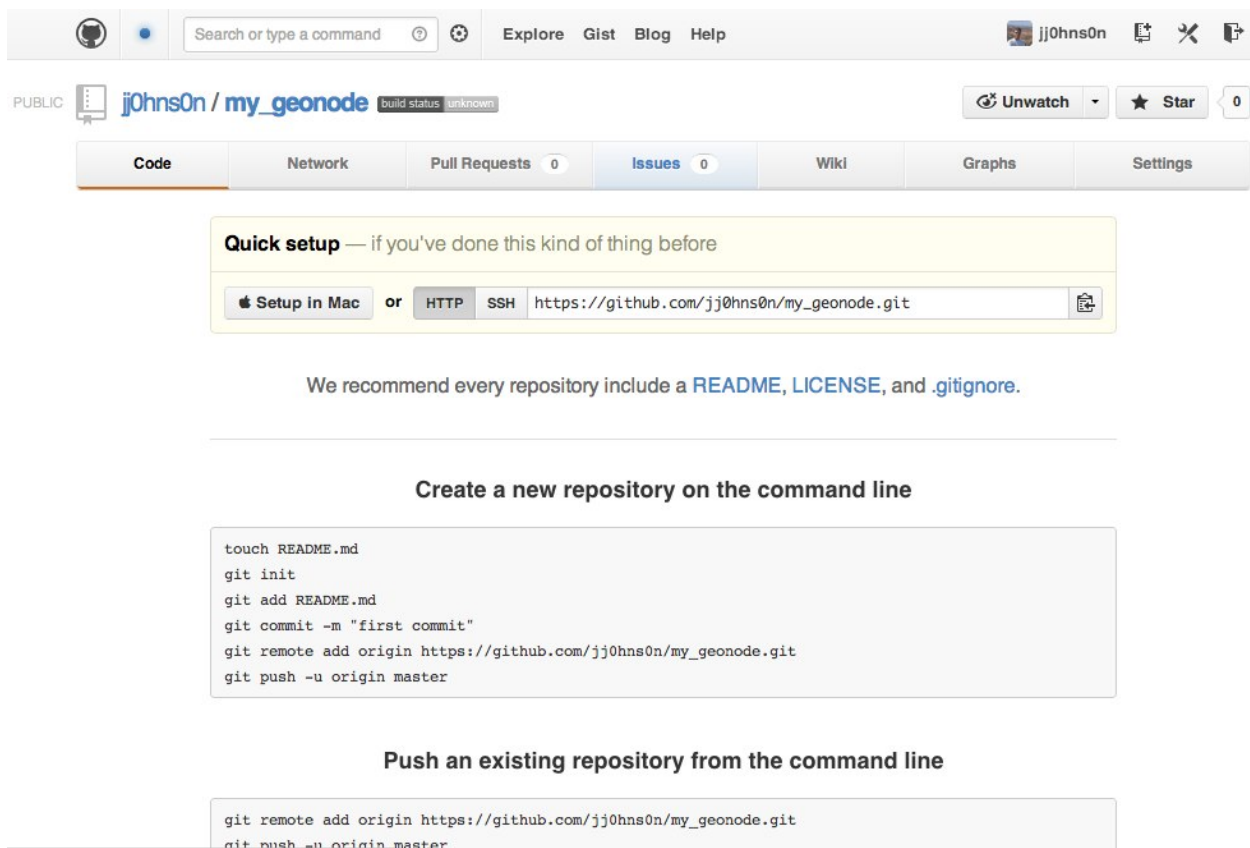 Search or type a command
Explore Gist Blog Help
jj0hns0n
PUBLIC jj0hns0n / my_geonode build status unknown
Unwatch
Star 0
Code Network Pull Requests 0 Issues 0 Wiki Graphs Settings
Quick setup — if you've done this kind of thing before
Setup in Mac or HTTP SSH https://github.com/jj0hns0n/my_geonode.git
We recommend every repository include a README, LICENSE, and .gitignore.
Create a new repository on the command line
touch README.md
git init
git add README.md
git commit -m "first commit"
git remote add origin https://github.com/jj0hns0n/my_geonode.git
git push -u origin master
Push an existing repository from the command line
git remote add origin https://github.com/jj0hns0n/my_geonode.git
git push -u origin master